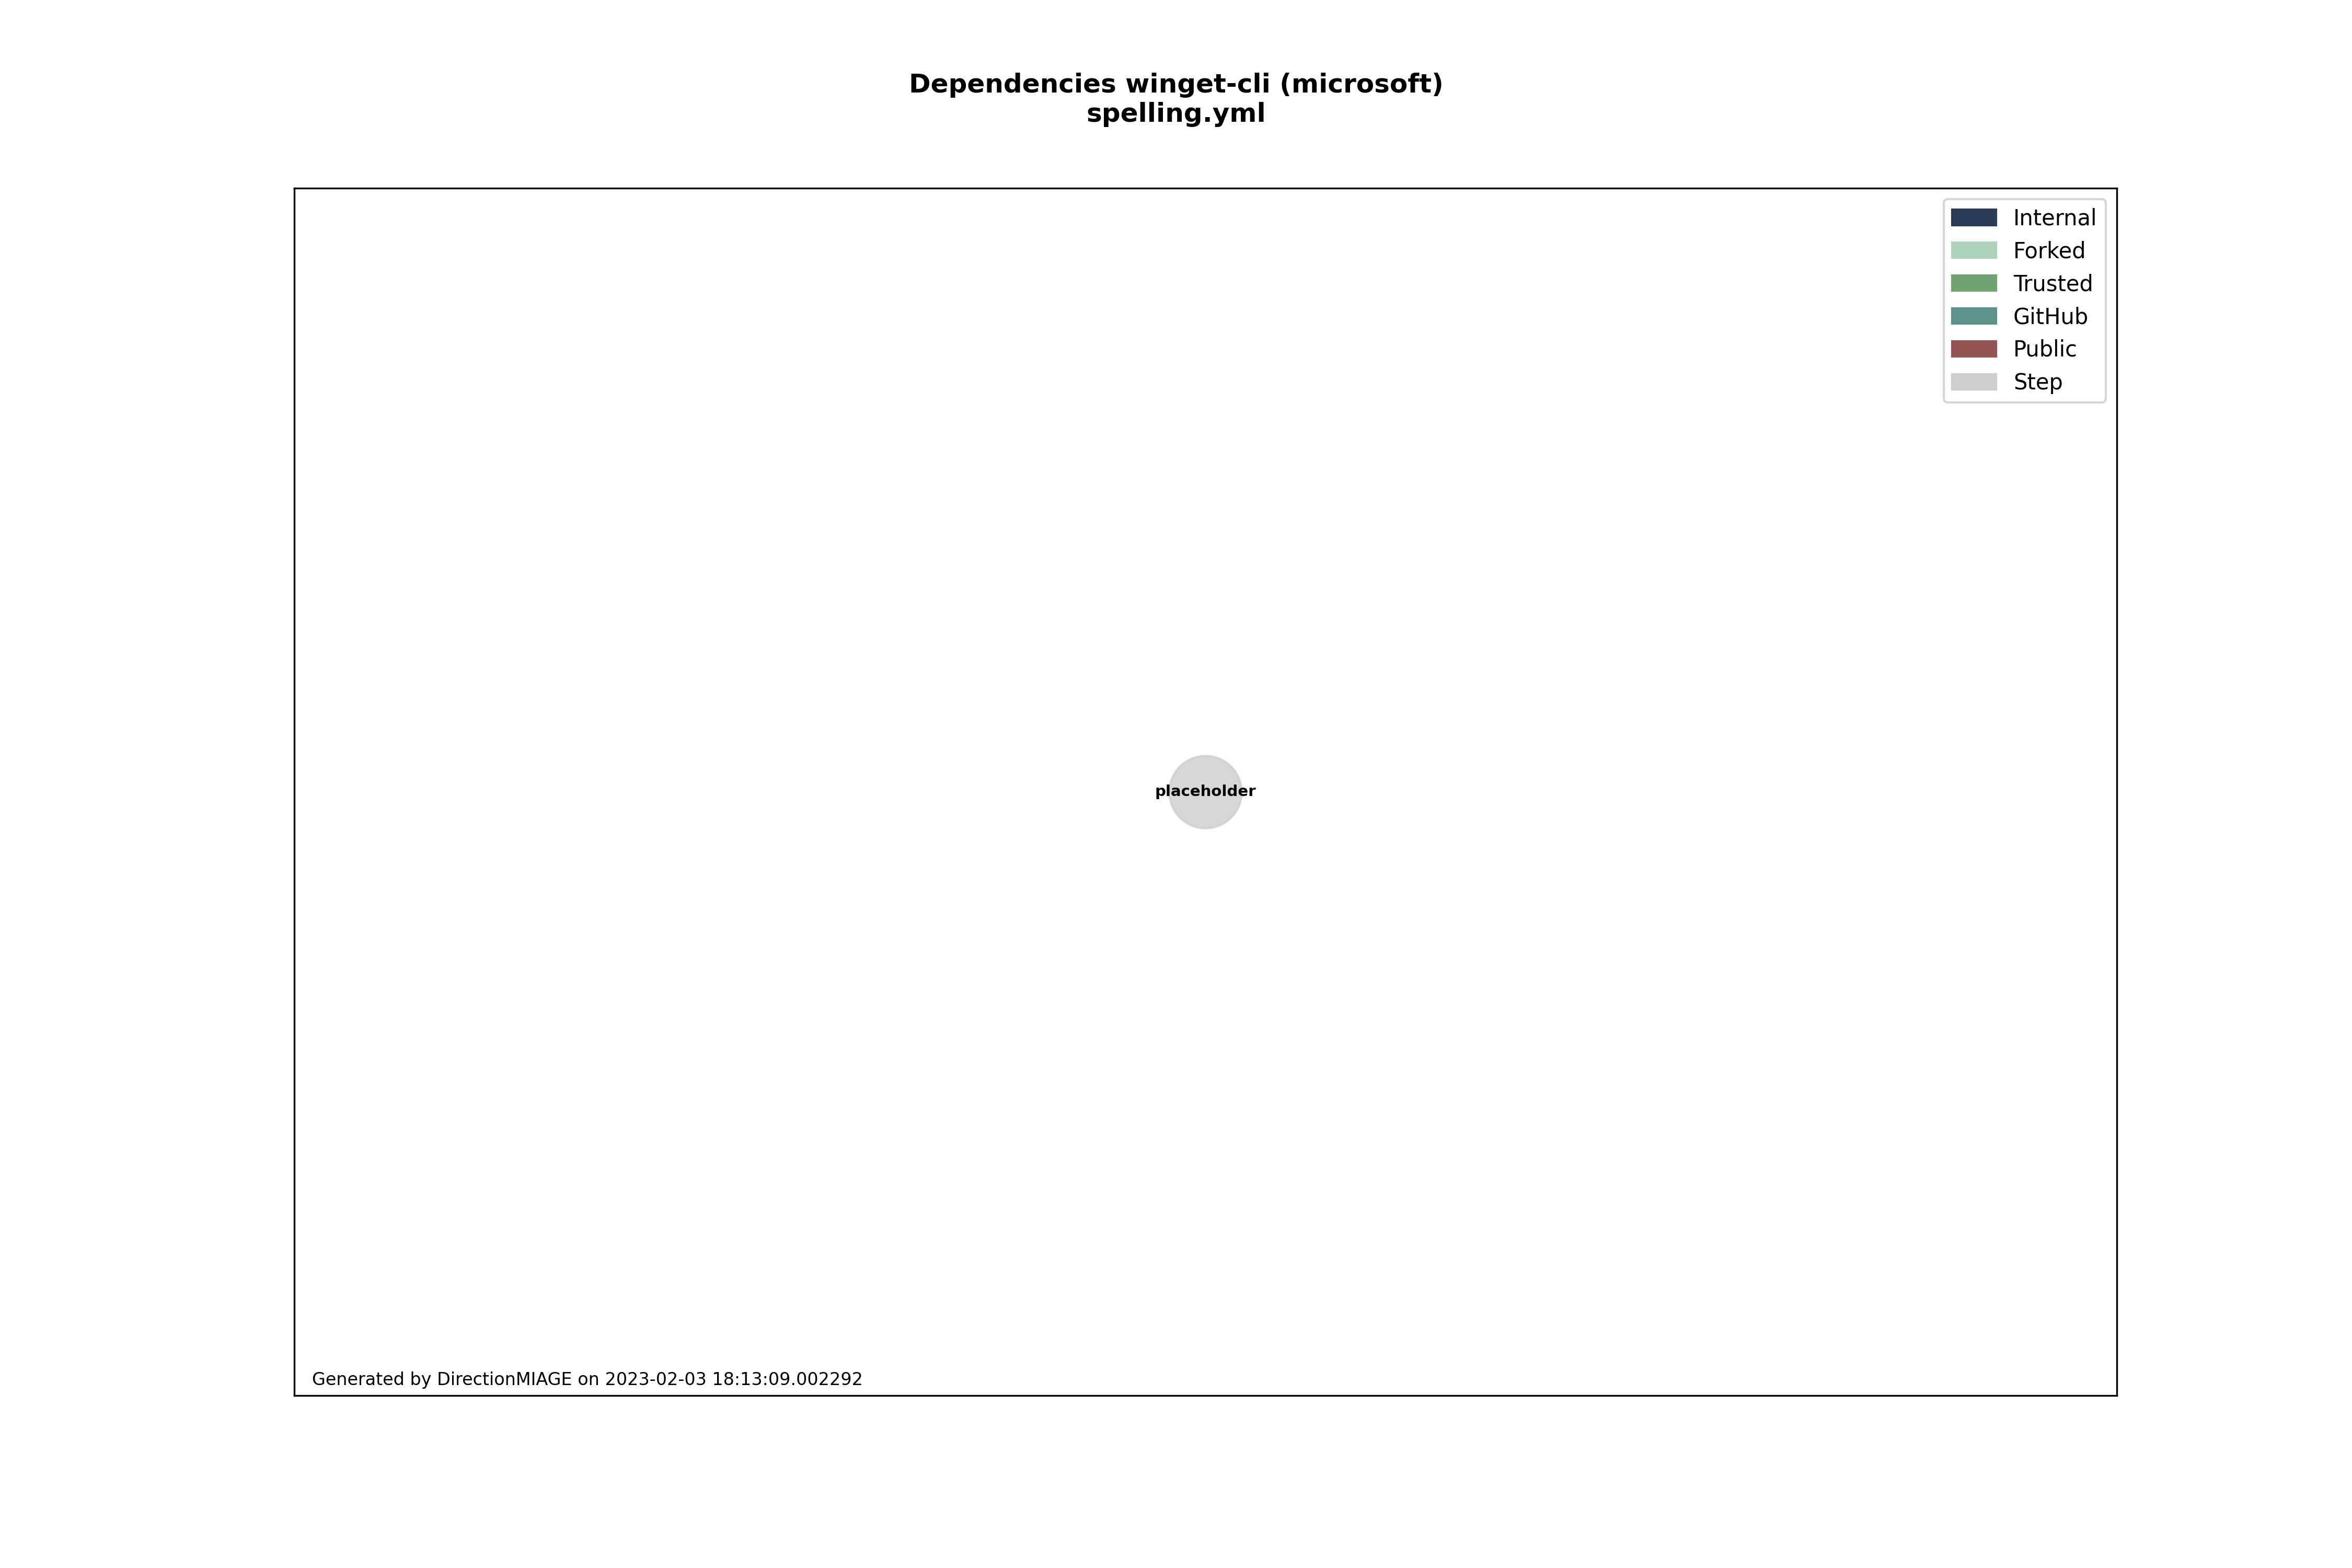 Dependencies winget-cli (microsoft)
spelling.yml
Internal
Forked
Trusted
GitHub
Public
Step
placeholder
Generated by DirectionMIAGE on 2023-02-03 18:13:09.002292